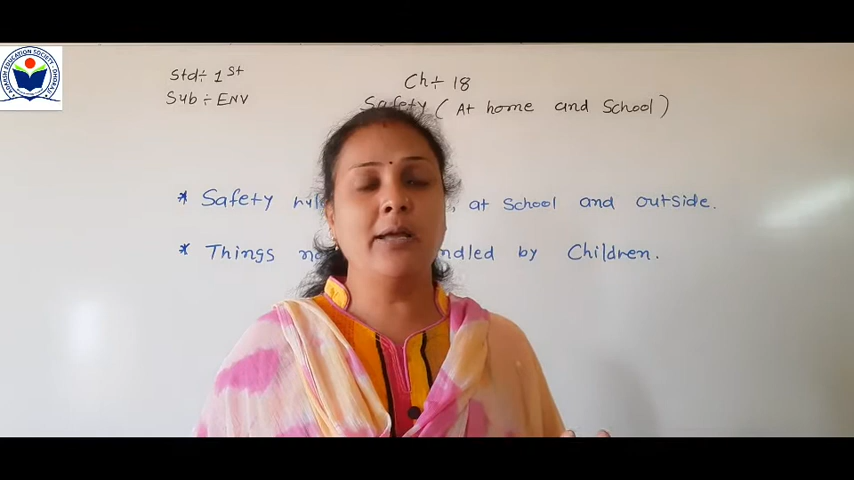 Std÷ 1st
Sub ÷ ENV
Ch÷ 18
Safety ( At home and School )
* Safety at school and outside.
* Things by Children.